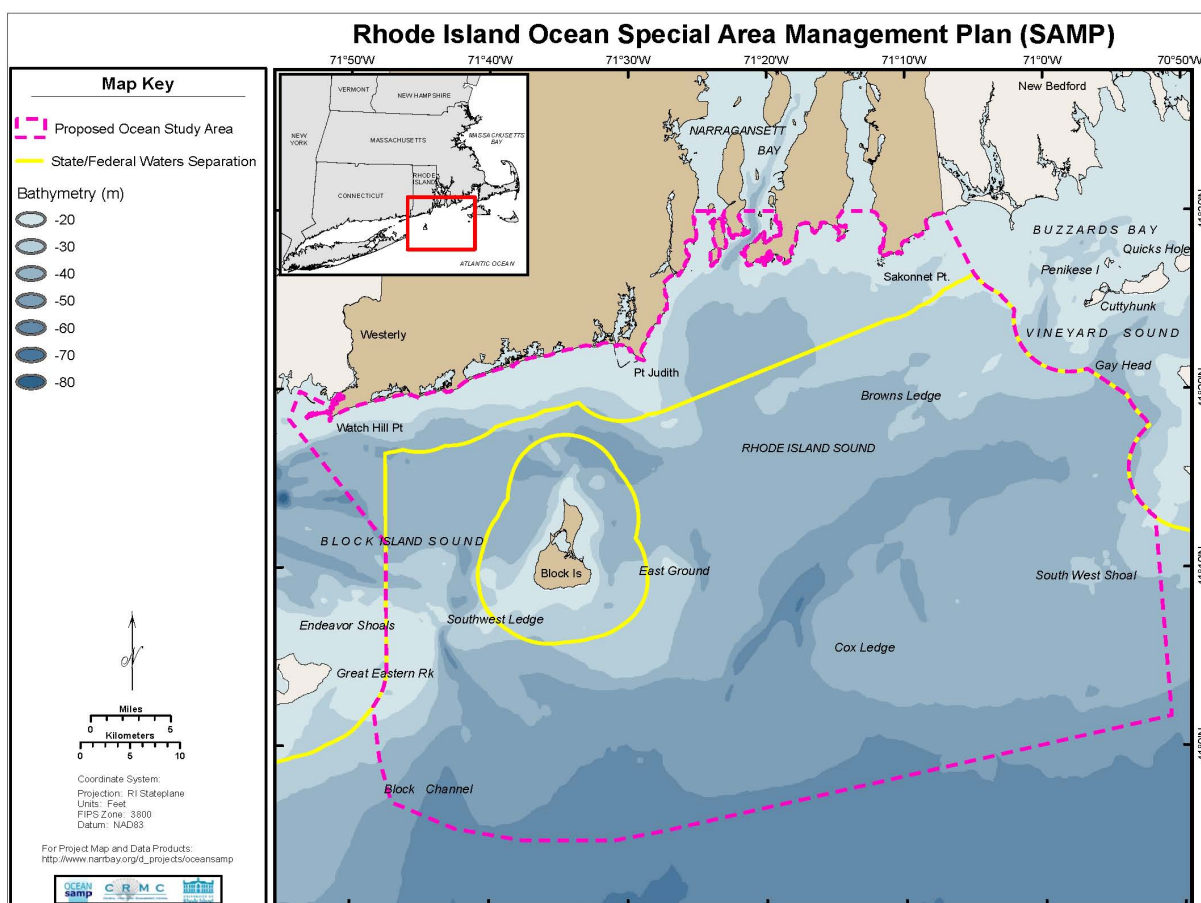 Rhode Island Ocean Special Area Management Plan (SAMP)
Map Key
Proposed Ocean Study Area
State/Federal Waters Separation
Bathymetry (m)
-20
-30
-40
-50
-60
-70
-80
N
Miles
0 5
Kilometers
0 5 10
Coordinate System:
Projection: RI Stateplane
Units: Feet
FIPS Zone: 3800
Datum: NAD83
For Project Map and Data Products:
http://www.narrbay.org/d_projects/oceansamp
OCEAN
samp
CRMC
71°50'W 71°40'W 71°30'W 71°20'W 71°10'W 71°0'W
VERMONT
NEW HAMPSHIRE
NEW
YORK
MASSACHUSETTS
MASSACHUSETTS
BAY
CONNECTICUT
RHODE
ISLAND
ATLANTIC OCEAN
NARRAGANSETT
BAY
New Bedford
BUZZARDS BAY
Quicks Hole
Penikese I
Sakonnet Pt.
Cuttyhunk
VINEYARD SOUND
Westerly
Pt Judith
Gay Head
Browns Ledge
Watch Hill Pt
RHODE ISLAND SOUND
BLOCK ISLAND SOUND
Block Is
East Ground
South West Shoal
Endeavor Shoals
Southwest Ledge
Cox Ledge
Great Eastern Rk
Block Channel